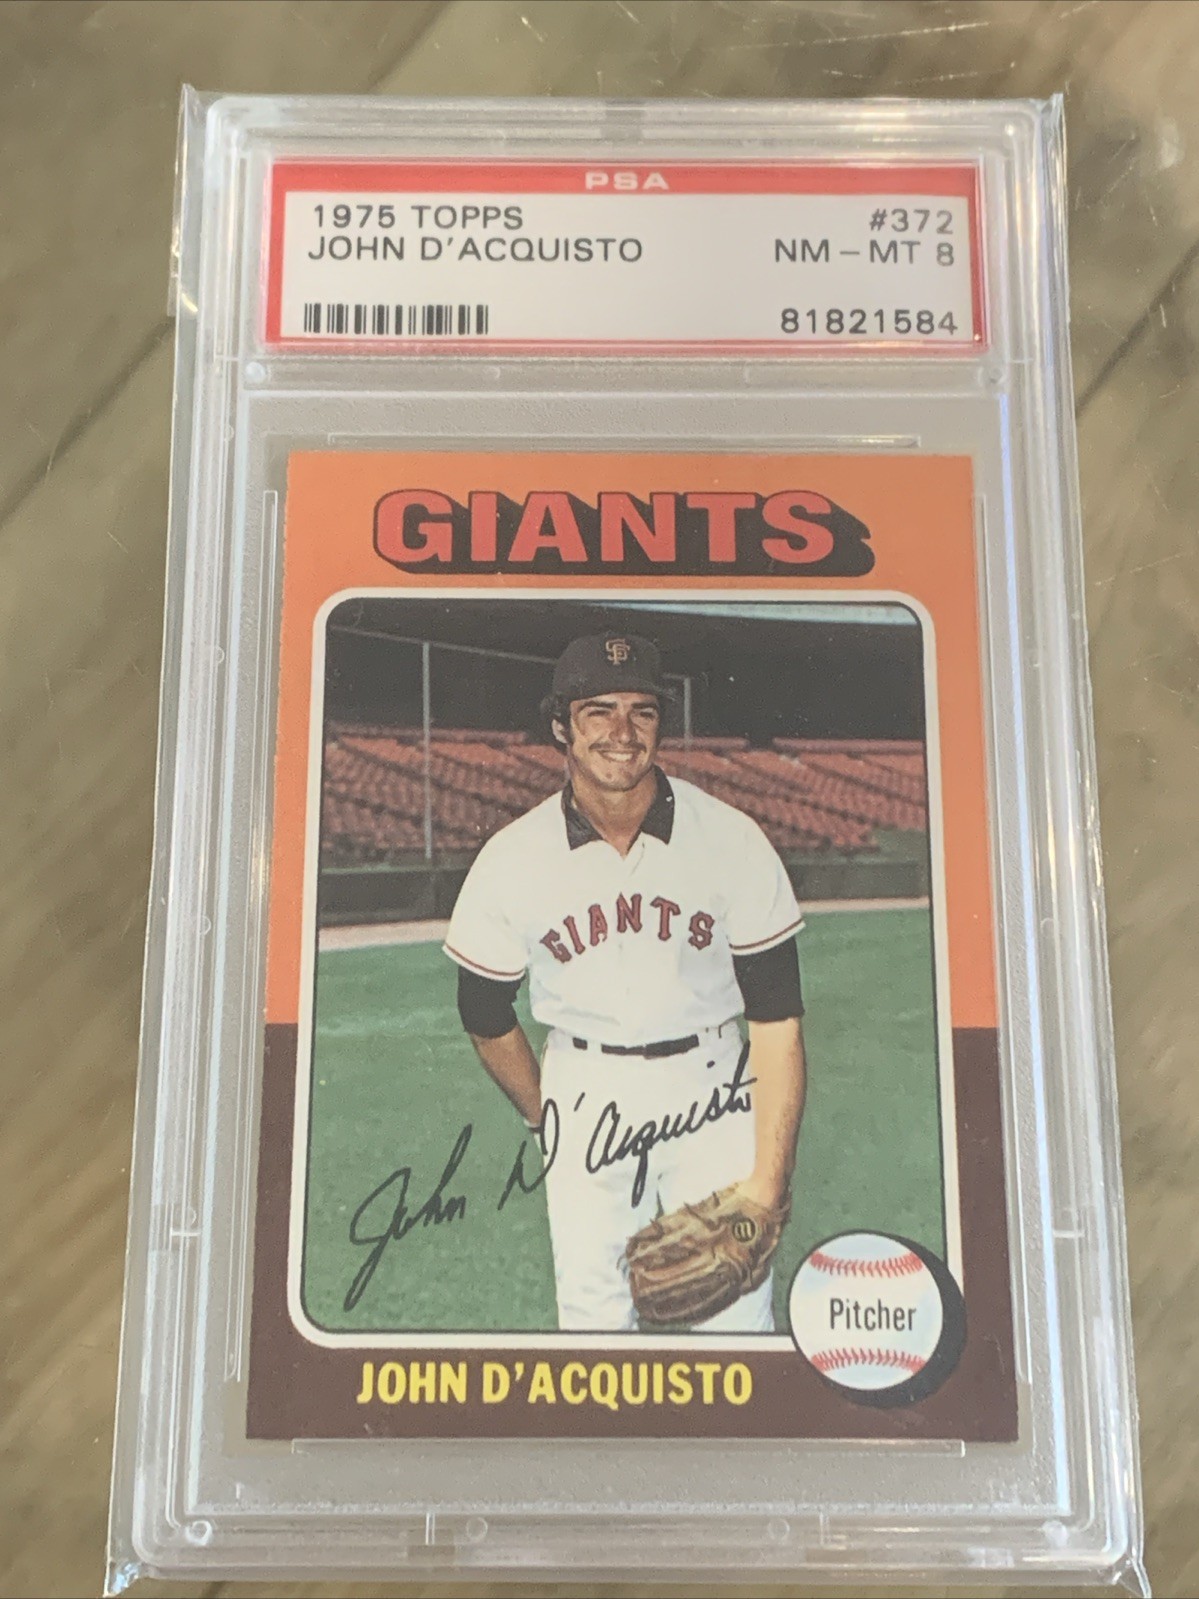 PSA
1975 TOPPS #372
JOHN D'ACQUISTO NM - MT 8
81821584
GIANTS
SF
GIANTS
John D'Acquisto
Pitcher
JOHN D'ACQUISTO